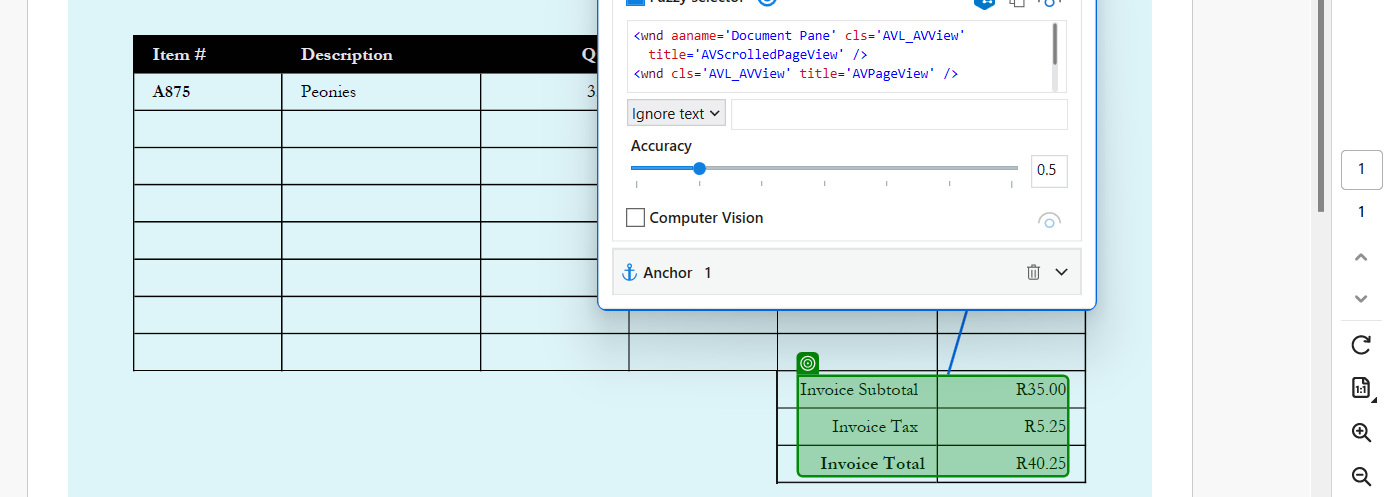 Fuzzy selector
<wnd aaname='Document Pane' cls='AVL_AVView'
title='AVScrolledPageView' />
<wnd cls='AVL_AVView' title='AVPageView' />
Ignore text
Accuracy
0.5
Computer Vision
Anchor 1
Item # Description Q
A875 Peonies 3
Invoice Subtotal R35.00
Invoice Tax R5.25
Invoice Total R40.25
1
1
1:1